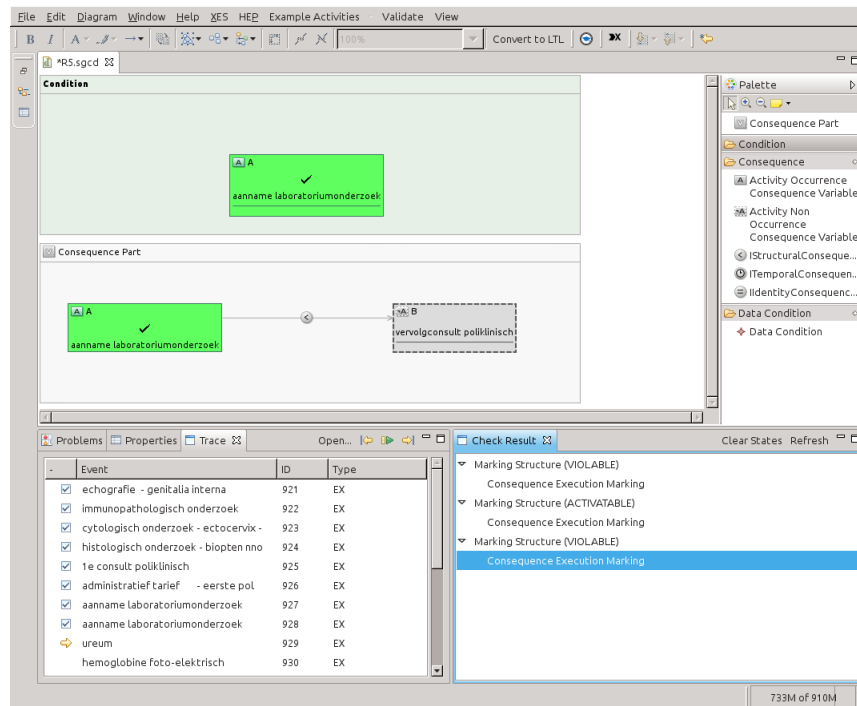 File Edit Diagram Window Help XES HEP Example Activities Validate View
B I A 100% Convert to LTL
*R5.sgcd
Condition
A A
aanname laboratoriumonderzoek
Consequence Part
A A
aanname laboratoriumonderzoek
<
A B
vervolgconsult poliklinisch
Palette
Consequence Part
Condition
Consequence
A Activity Occurrence
Consequence Variable
A Activity Non
Occurrence
Consequence Variable
IStructuralConseque...
ITemporalConsequen..
IIdentityConsequenc...
Data Condition
Data Condition
Problems Properties Trace Open...
- Event ID Type
echografie - genitalia interna 921 EX
immunopathologisch onderzoek 922 EX
cytologisch onderzoek - ectocervix - 923 EX
histologisch onderzoek - biopten nno 924 EX
1e consult poliklinisch 925 EX
administratief tarief - eerste pol 926 EX
aanname laboratoriumonderzoek 927 EX
aanname laboratoriumonderzoek 928 EX
ureum 929 EX
hemoglobine foto-elektrisch 930 EX
Check Result Clear States Refresh
Marking Structure (VIOLABLE)
Consequence Execution Marking
Marking Structure (ACTIVATABLE)
Consequence Execution Marking
Marking Structure (VIOLABLE)
Consequence Execution Marking
733M of 910M